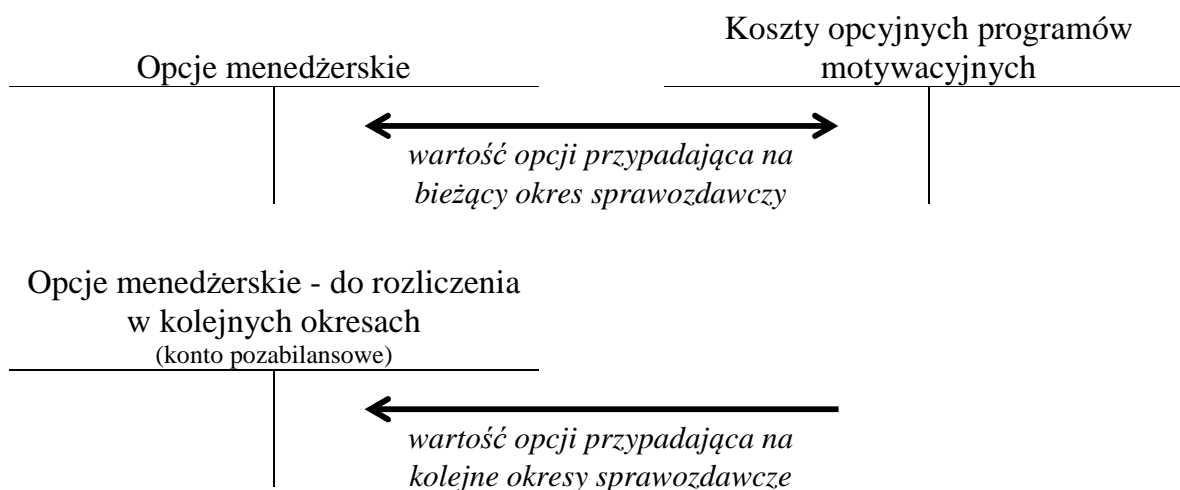 Koszty opcyjnych programów
Opcje menedżerskie
motywacyjnych
wartość opcji przypadająca na
bieżący okres sprawozdawczy
Opcje menedżerskie - do rozliczenia
w kolejnych okresach
(konto pozabilansowe)
wartość opcji przypadająca na
kolejne okresy sprawozdawcze